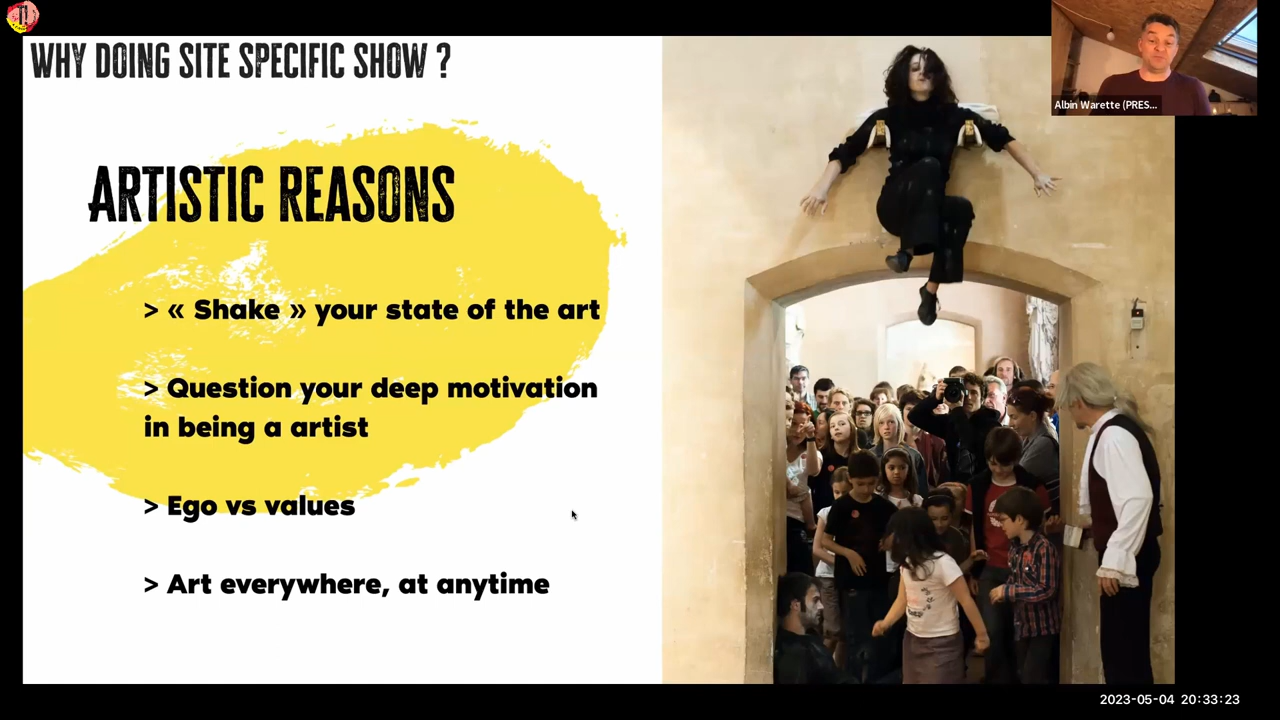 WHY DOING SITE SPECIFIC SHOW ?
Albin Warette (PRES...
ARTISTIC REASONS
> « Shake » your state of the art
> Question your deep motivation
in being a artist
> Ego vs values
> Art everywhere, at anytime
2023-05-04 20:33:23